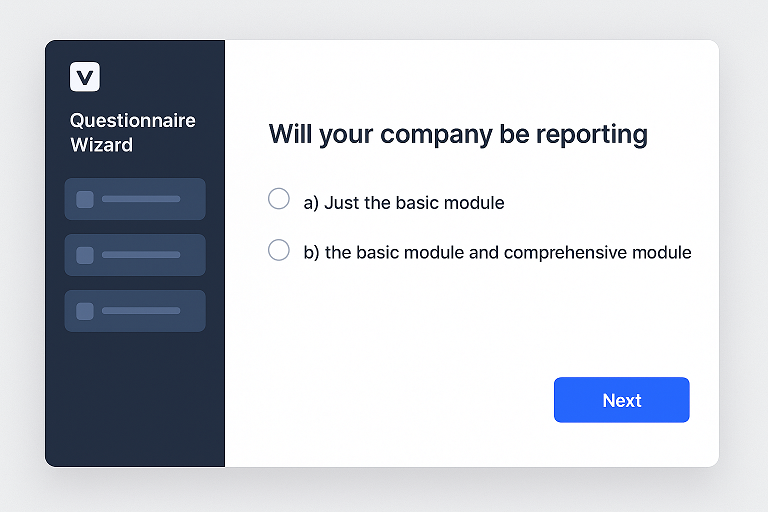 V
Questionnaire
Wizard
Will your company be reporting
a) Just the basic module
b) the basic module and comprehensive module
Next